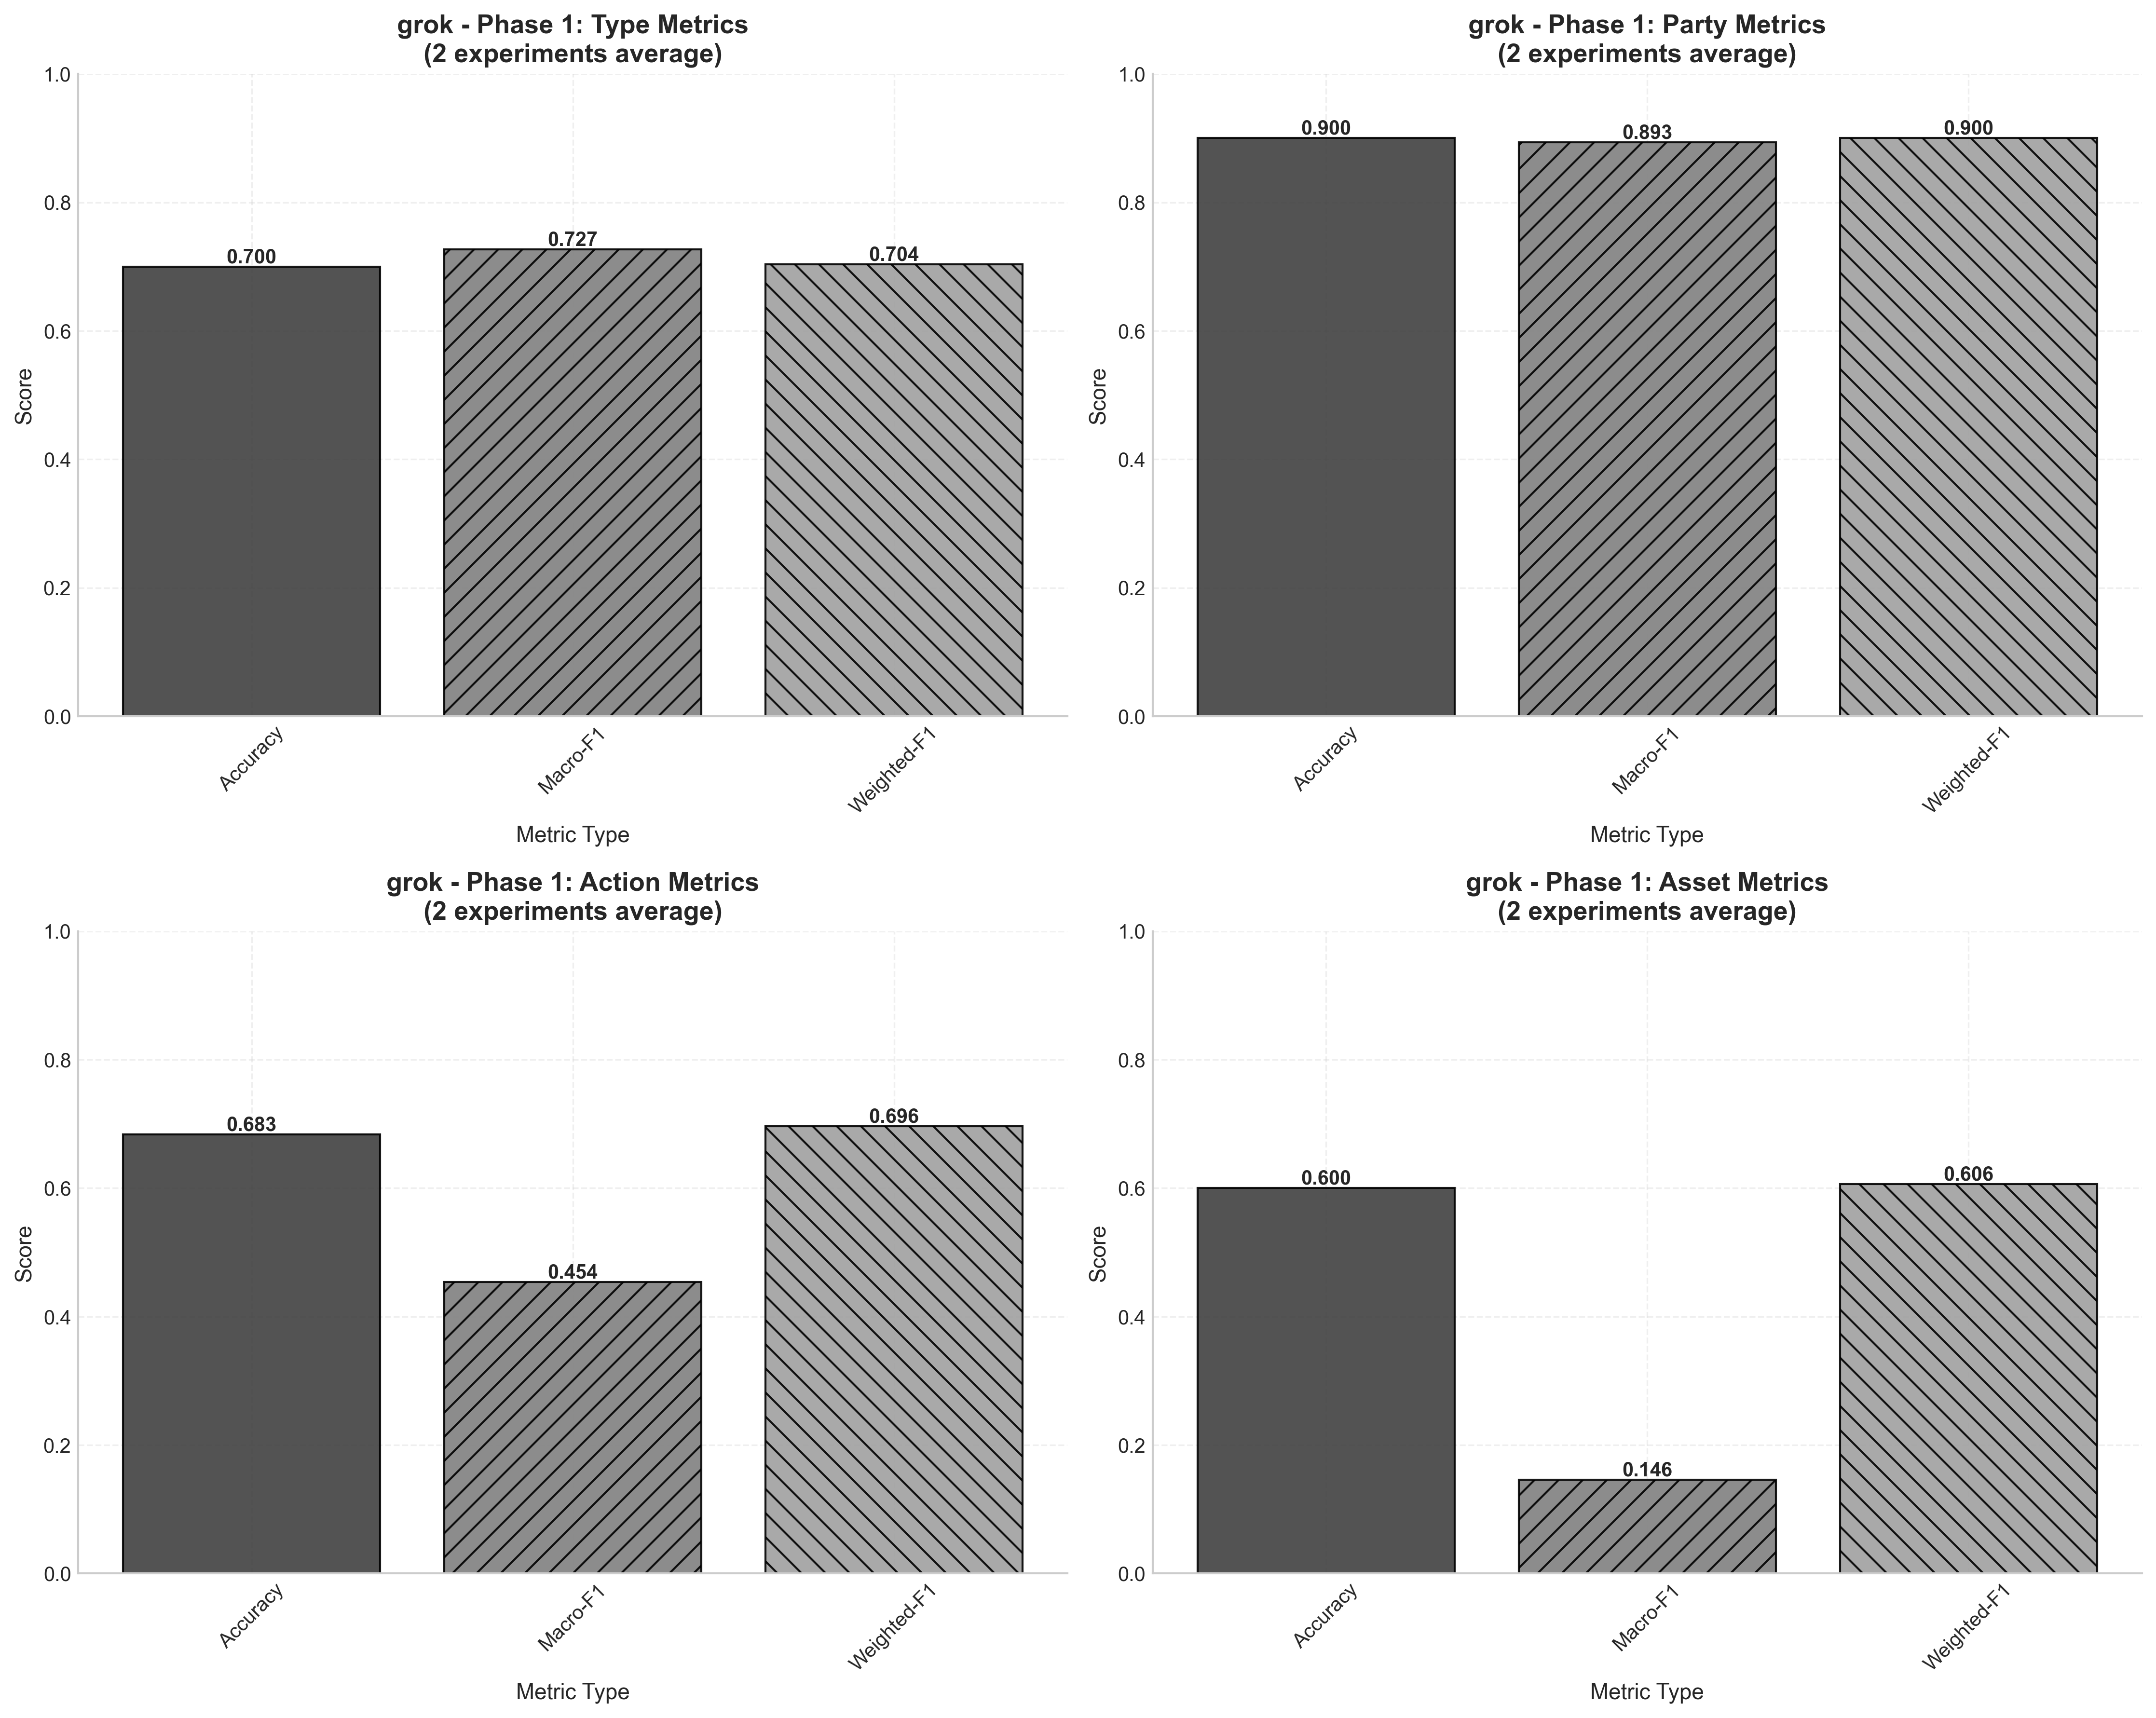 grok - Phase 1: Type Metrics
(2 experiments average)
1.0
0.8
0.6
0.4
0.2
0.0
Score
0.700
0.727
0.704
Accuracy
Macro-F1
Weighted-F1
Metric Type
grok - Phase 1: Party Metrics
(2 experiments average)
1.0
0.8
0.6
0.4
0.2
0.0
Score
0.900
0.893
0.900
Accuracy
Macro-F1
Weighted-F1
Metric Type
grok - Phase 1: Action Metrics
(2 experiments average)
1.0
0.8
0.6
0.4
0.2
0.0
Score
0.683
0.454
0.696
Accuracy
Macro-F1
Weighted-F1
Metric Type
grok - Phase 1: Asset Metrics
(2 experiments average)
1.0
0.8
0.6
0.4
0.2
0.0
Score
0.600
0.146
0.606
Accuracy
Macro-F1
Weighted-F1
Metric Type